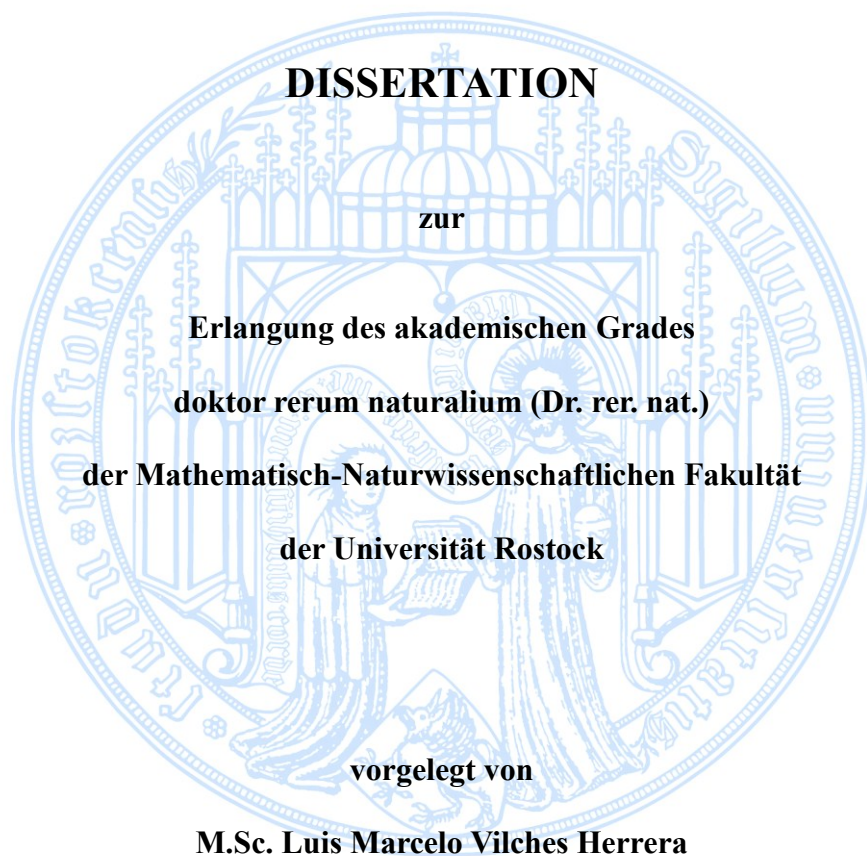 DISSERTATION
zur
Erlangung des akademischen Grades
doktor rerum naturalium (Dr. rer. nat.)
der Mathematisch-Naturwissenschaftlichen Fakultät
der Universität Rostock
vorgelegt von
M.Sc. Luis Marcelo Vilches Herrera